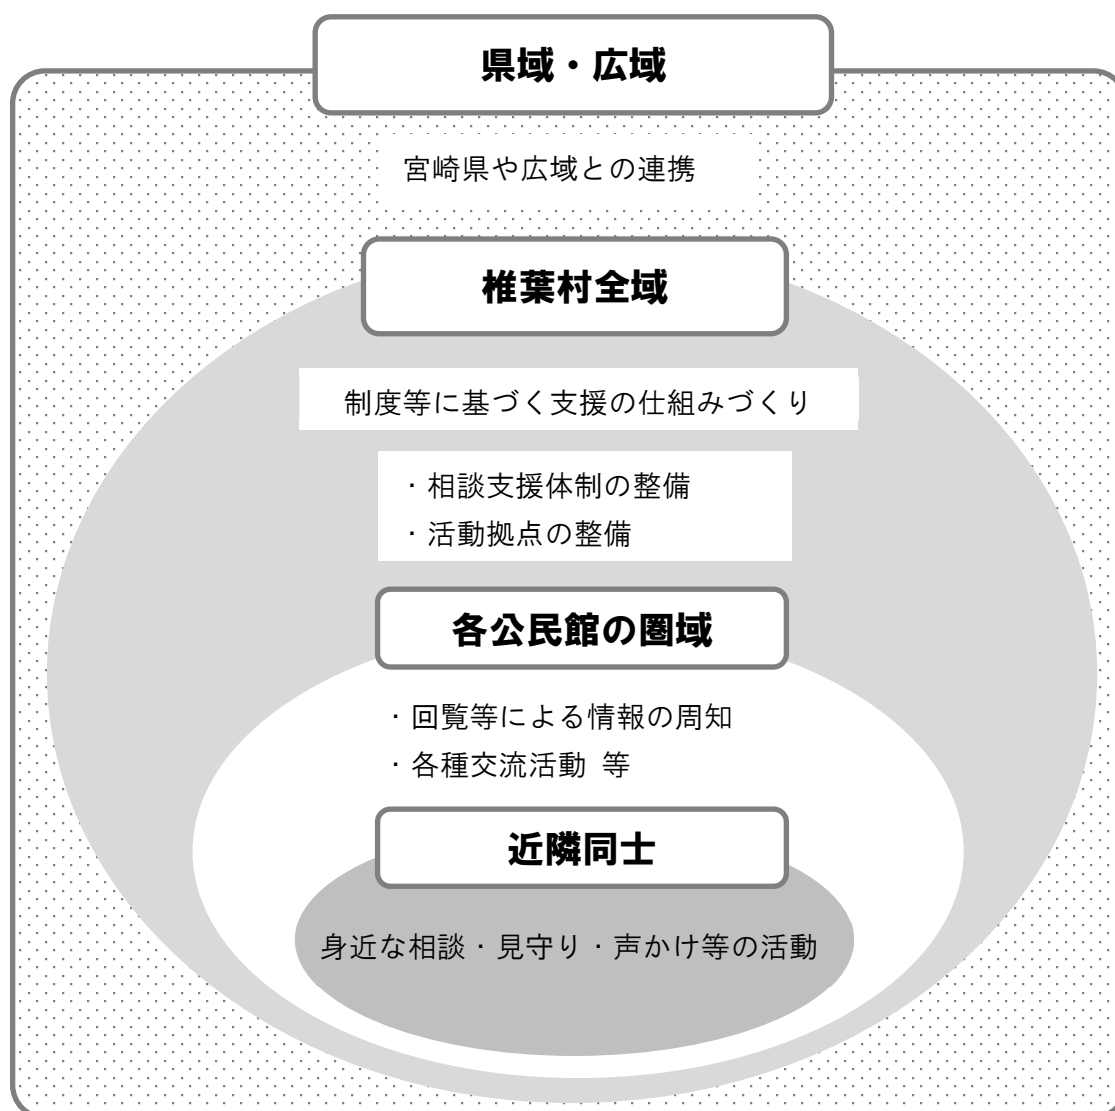 県域・広域
宮崎県や広域との連携
椎葉村全域
制度等に基づく支援の仕組みづくり
・相談支援体制の整備
・活動拠点の整備
各公民館の圏域
・回覧等による情報の周知
・各種交流活動 等
近隣同士
身近な相談・見守り・声かけ等の活動